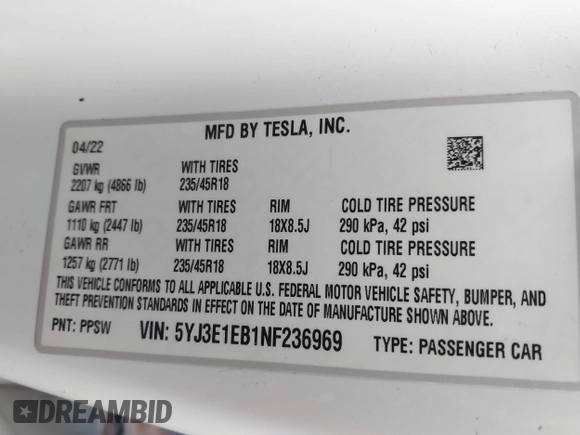 MFD BY TESLA, INC.
04/22
GVWR WITH TIRES
2207 kg (4866 lb) 235/45R18
GAWR FRT WITH TIRES RIM COLD TIRE PRESSURE
1110 kg (2447 lb) 235/45R18 18X8.5J 290 kPa, 42 psi
GAWR RR WITH TIRES RIM COLD TIRE PRESSURE
1257 kg (2771 lb) 235/45R18 18X8.5J 290 kPa, 42 psi
THIS VEHICLE CONFORMS TO ALL APPLICABLE U.S. FEDERAL MOTOR VEHICLE SAFETY, BUMPER, AND
THEFT PREVENTION STANDARDS IN EFFECT ON THE DATE OF MANUFACTURE SHOWN ABOVE.
PNT: PPSW VIN: 5YJ3E1EB1NF236969 TYPE: PASSENGER CAR
DREAMBID